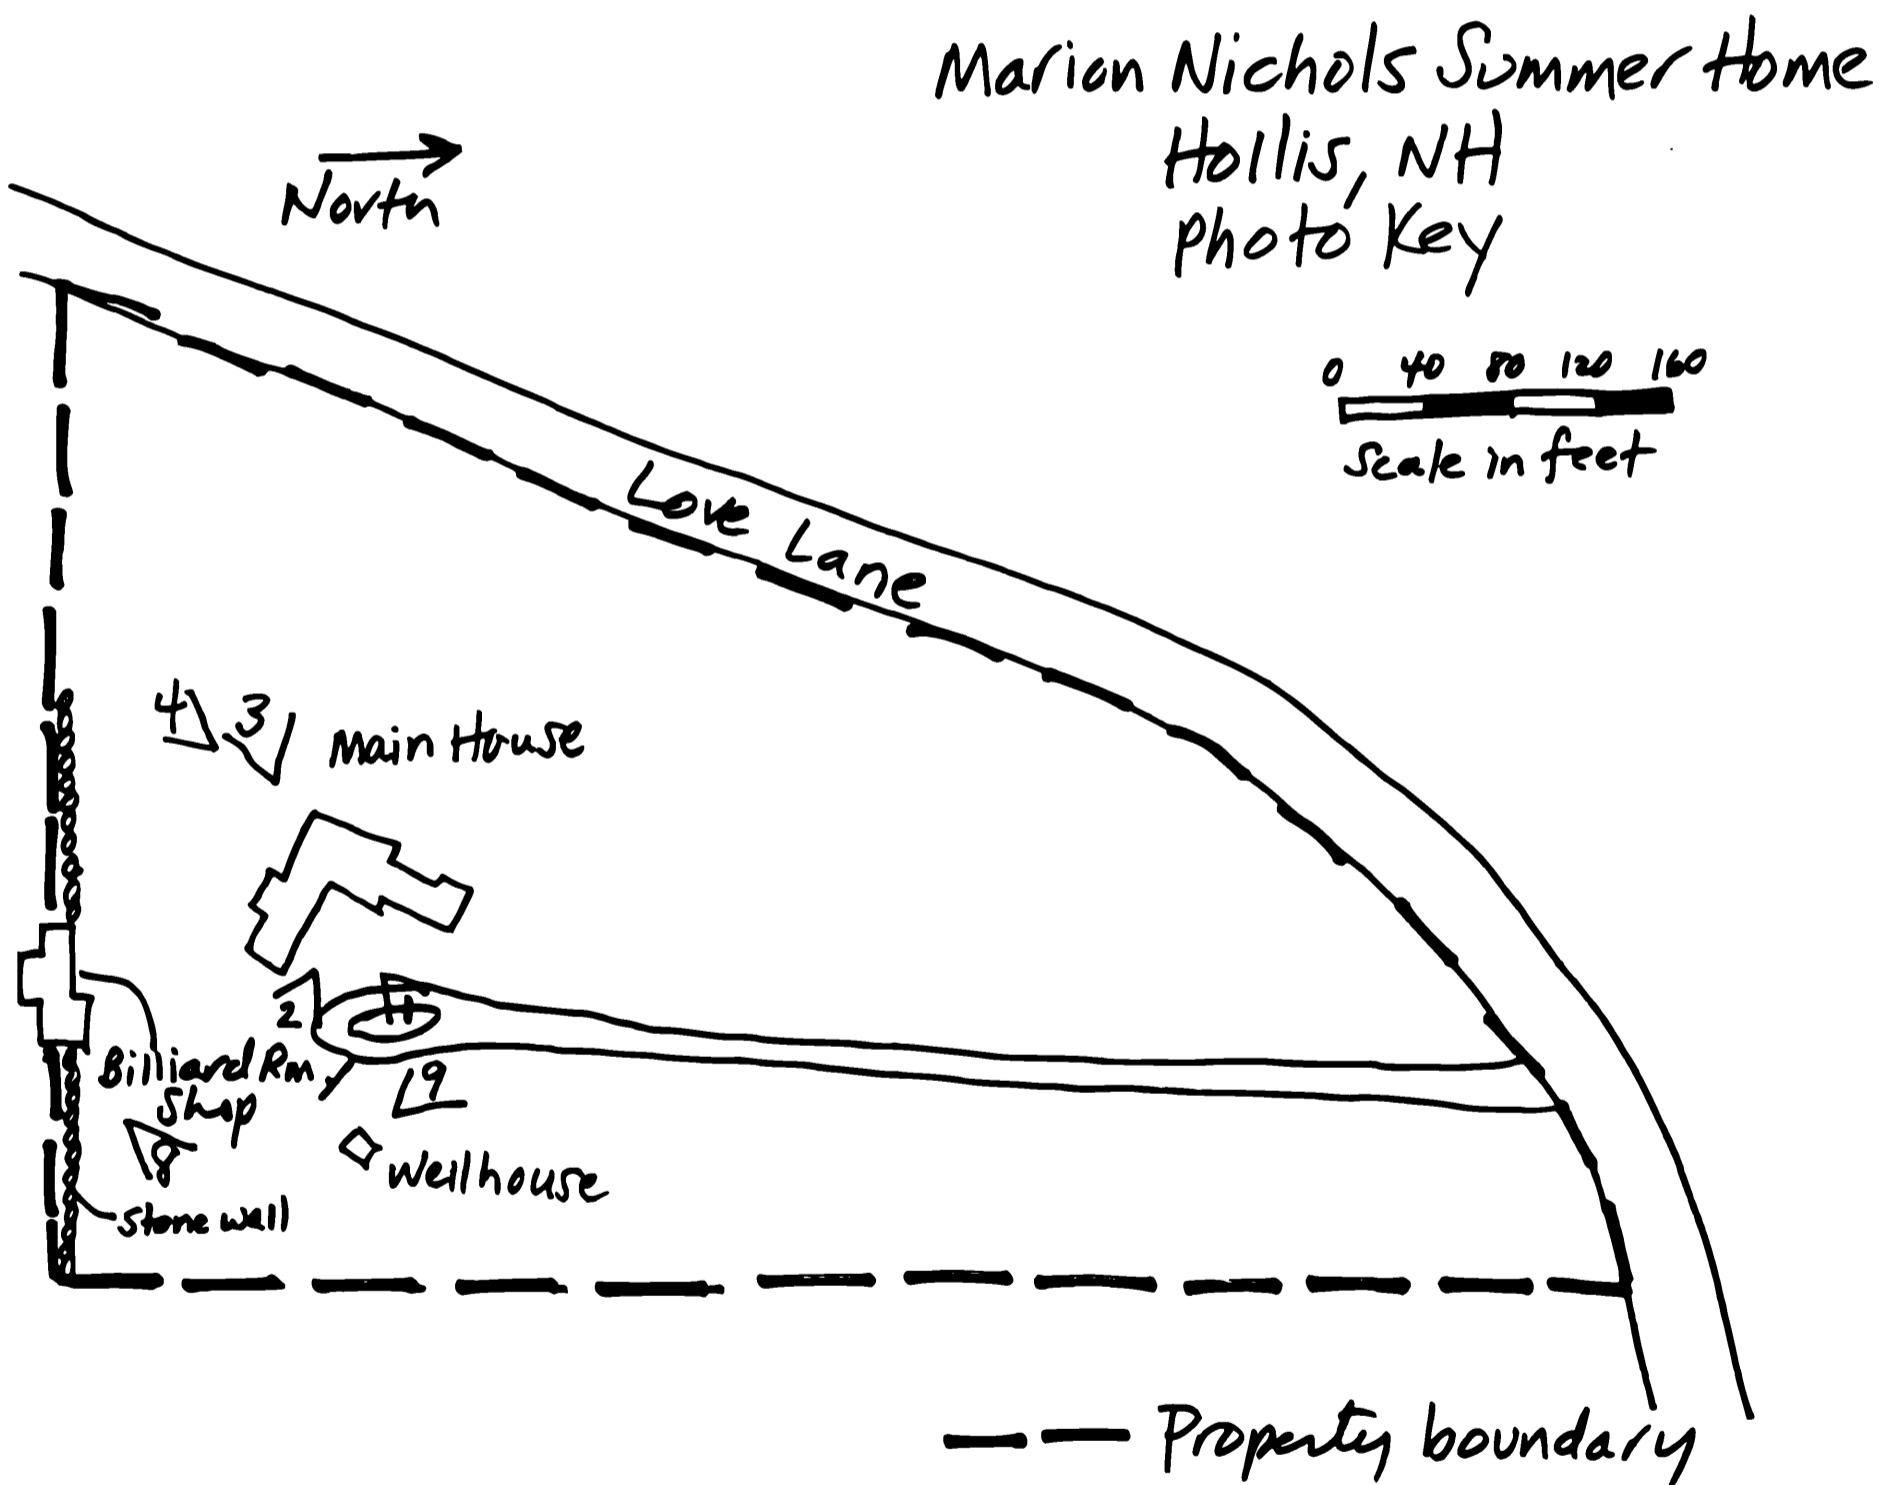 Marion Nichols Summer Home
Hollis, NH
Photo Key
North
0 40 80 120 160
Scale in feet
Love Lane
4 3
Main House
2
Billiard Rm
Shop
9
8
Wellhouse
Stone wall
Property boundary